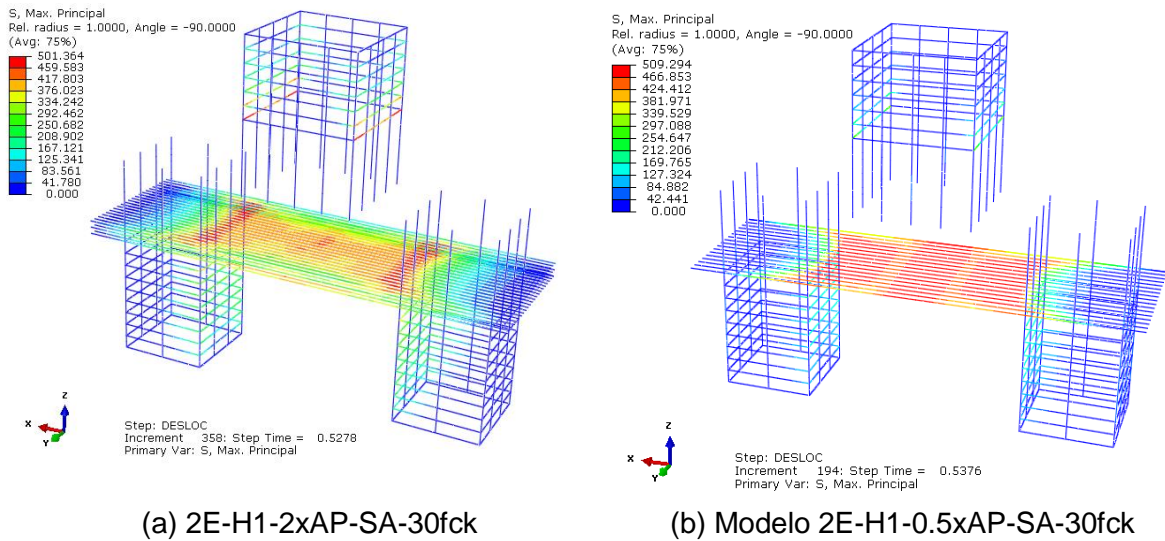 S, Max. Principal
Rel. radius = 1.0000, Angle = -90.0000
(Avg: 75%)
501.364
459.583
417.803
376.023
334.242
292.462
250.682
208.902
167.121
125.341
83.561
41.780
0.000
Z
X
Y
Step: DESLOC
Increment 358: Step Time = 0.5278
Primary Var: S, Max. Principal
(a) 2E-H1-2xAP-SA-30fck
S, Max. Principal
Rel. radius = 1.0000, Angle = -90.0000
(Avg: 75%)
509.294
466.853
424.412
381.971
339.529
297.088
254.647
212.206
169.765
127.324
84.882
42.441
0.000
Z
X
Y
Step: DESLOC
Increment 194: Step Time = 0.5376
Primary Var: S, Max. Principal
(b) Modelo 2E-H1-0.5xAP-SA-30fck